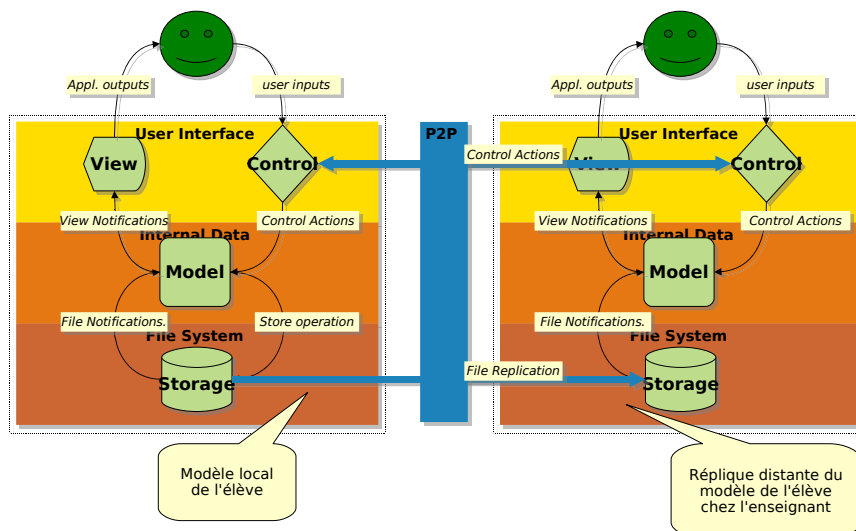 Appl. outputs
user inputs
User Interface
View
Control
View Notifications
Control Actions
Internal Data
Model
File Notifications.
Store operation
File System
Storage
Modèle local
de l'élève
P2P
Control Actions
File Replication
Appl. outputs
user inputs
User Interface
View
Control
View Notifications
Control Actions
Internal Data
Model
File Notifications.
File System
Storage
Réplique distante du
modèle de l'élève
chez l'enseignant